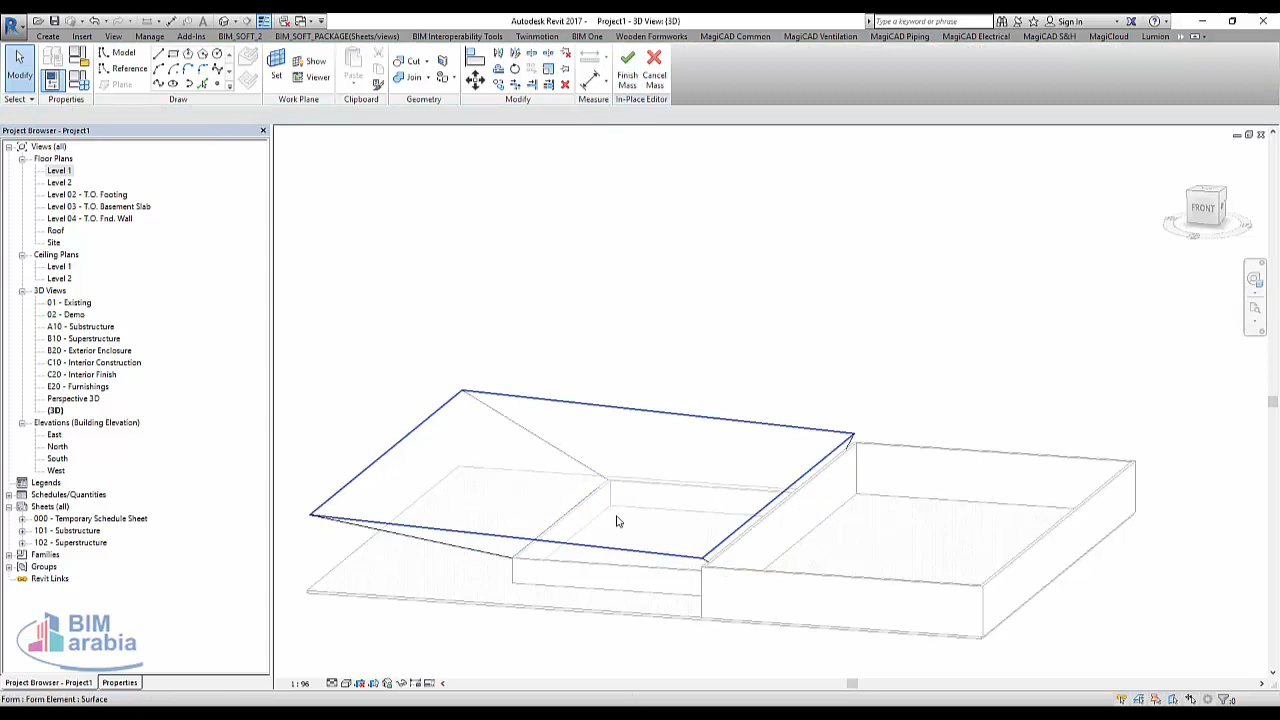 Autodesk Revit 2017 - Project1 - 3D View: {3D}
Type a keyword or phrase
Sign In
Create Insert View Manage Add-Ins BIM_SOFT_2 BIM_SOFT_PACKAGE(Sheets/views) BIM Interoperability Tools Twinmotion BIM One Wooden Formworks MagiCAD Common MagiCAD Ventilation MagiCAD Piping MagiCAD Electrical MagiCAD S&H MagiCloud Lumion
Modify
Model
Reference
Plane
Set
Show
Viewer
Paste
Cut
Join
Finish Mass
Cancel Mass
Select Properties Draw Work Plane Clipboard Geometry Modify Measure In-Place Editor
Project Browser - Project1
Views (all)
Floor Plans
Level 1
Level 2
Level 02 - T.O. Footing
Level 03 - T.O. Basement Slab
Level 04 - T.O. Fnd. Wall
Roof
Site
Ceiling Plans
Level 1
Level 2
3D Views
01 - Existing
02 - Demo
A10 - Substructure
B10 - Superstructure
B20 - Exterior Enclosure
C10 - Interior Construction
C20 - Interior Finish
E20 - Furnishings
Perspective 3D
{3D}
Elevations (Building Elevation)
East
North
South
West
Legends
Schedules/Quantities
Sheets (all)
000 - Temporary Schedule Sheet
101 - Substructure
102 - Superstructure
Families
Groups
Revit Links
BIM
arabia
Project Browser - Project1 Properties
FRONT
1 : 96
Form : Form Element : Surface
:0